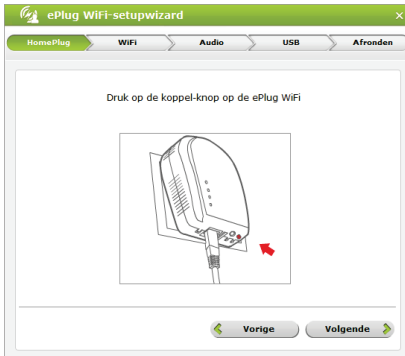 ePlug WiFi-setupwizard
HomePlug WiFi Audio USB Afronden
Druk op de koppel-knop op de ePlug WiFi
Vorige Volgende